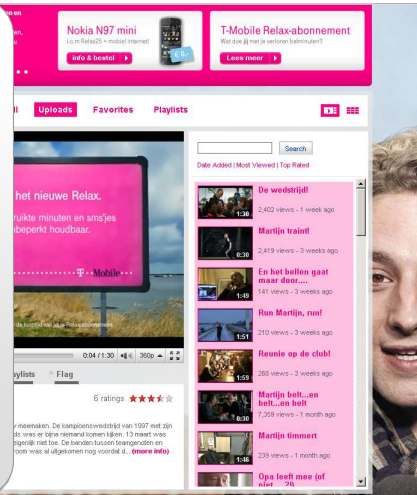 Nokia N97 mini
i.c.m Relax25 + mobiel internet!
info & bestel
€ 0,-
T-Mobile Relax-abonnement
Wat doe jij met je verloren belminuten?
Lees meer
Uploads
Favorites
Playlists
Search
Date Added | Most Viewed | Top Rated
het nieuwe Relax.
ruikte minuten en sms'jes
beperkt houdbaar.
T Mobile
0:04 / 1:30
360p
ylists
Flag
6 ratings
meemaken. De kampioenswedstrijd van 1997 met zijn
ds was er bijna niemand komen kijken. 13 maart was
eigenlijk niet toe. De banden tussen teamgenoten en
room was al uitgekomen nog voordat d... (more info)
De wedstrijd!
1:30
2,402 views - 1 week ago
Martijn traint!
0:30
2,419 views - 3 weeks ago
En het bellen gaat
maar door....
1:49
141 views - 3 weeks ago
Run Martijn, run!
1:51
210 views - 3 weeks ago
Reunie op de club!
1:59
268 views - 3 weeks ago
Martijn belt...en
belt...en belt
0:30
7,359 views - 1 month ago
Martijn timmert
1:46
239 views - 1 month ago
Opa leeft mee (of
niet ...?!)